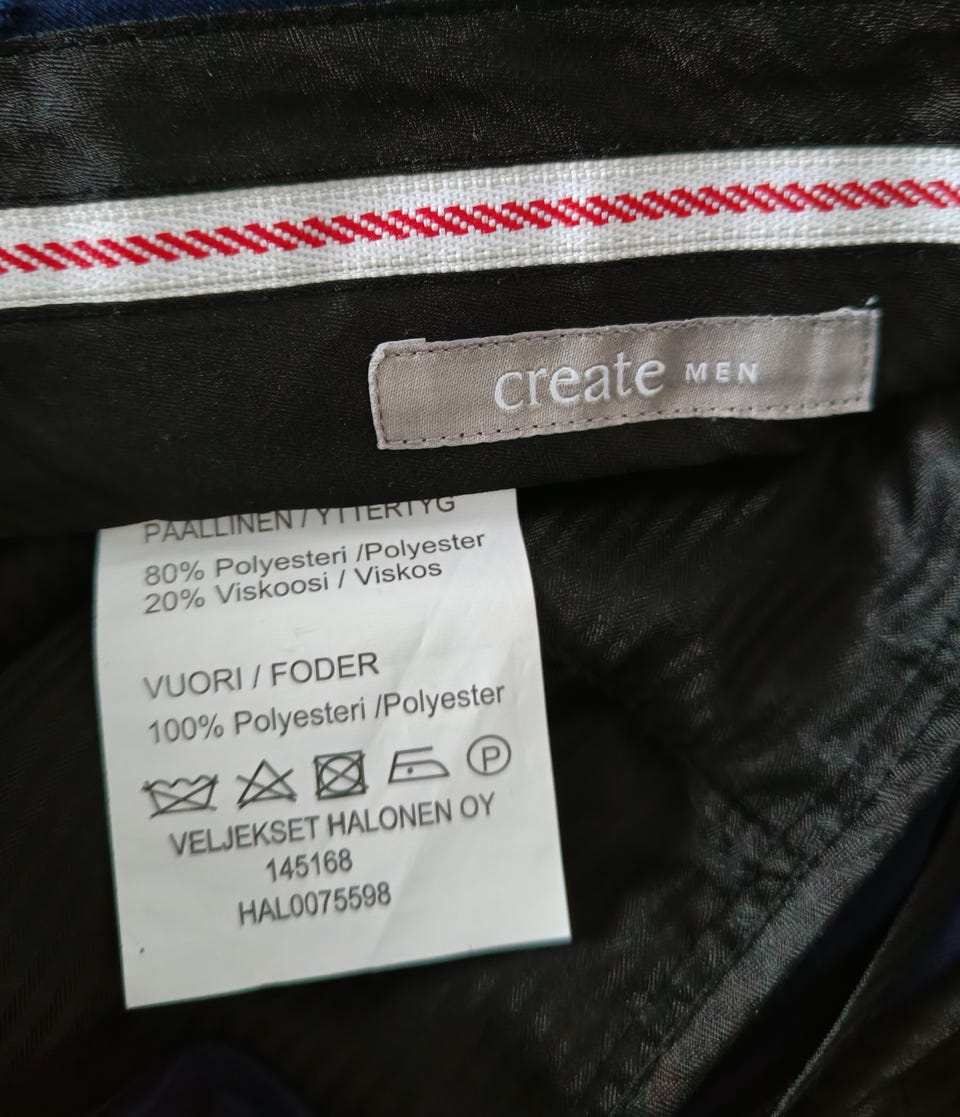 create MEN
PÄÄLLINEN / YTTERTYG
80% Polyesteri /Polyester
20% Viskoosi / Viskos
VUORI / FODER
100% Polyesteri /Polyester
P
VELJEKSET HALONEN OY
145168
HAL0075598